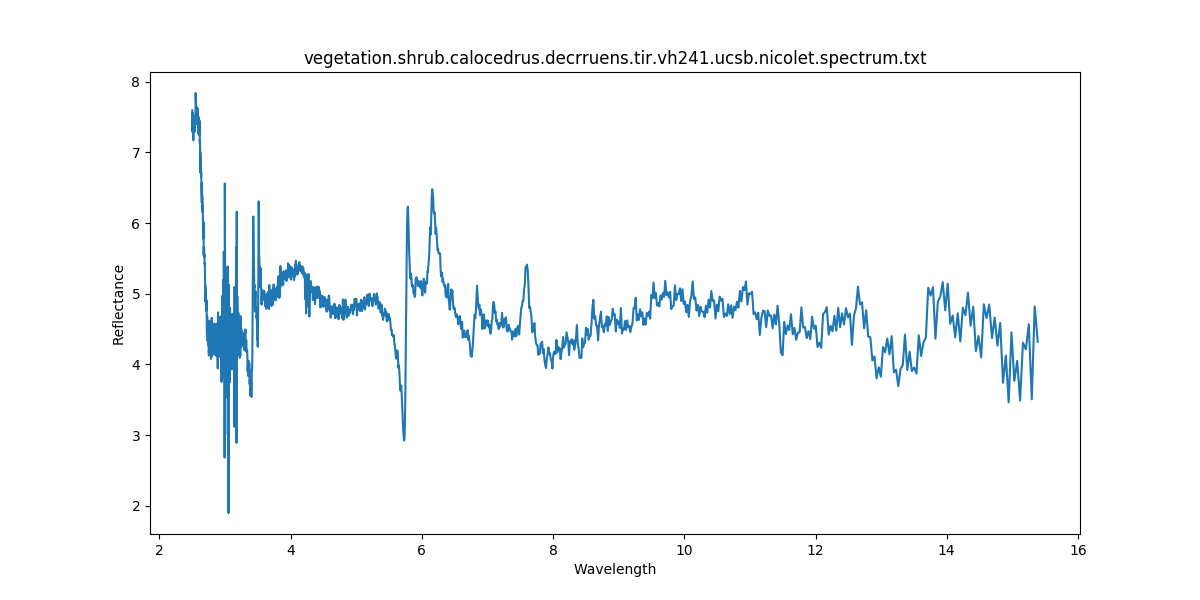 vegetation.shrub.calocedrus.decrruens.tir.vh241.ucsb.nicolet.spectrum.txt
8
7
6
5
4
3
2
Reflectance
2 4 6 8 10 12 14 16
Wavelength